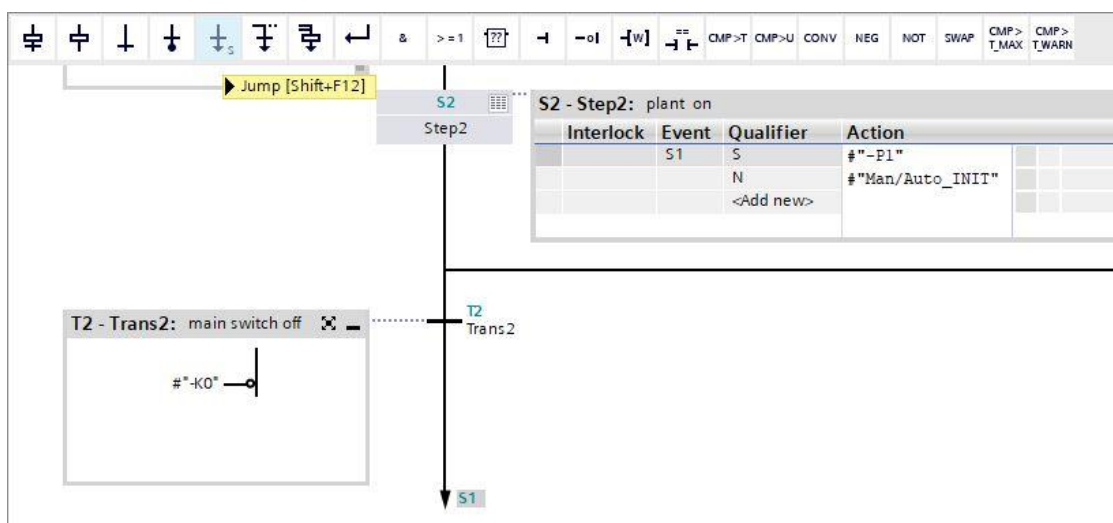 S
& >=1 ?? [W] == CMP>T CMP>U CONV NEG NOT SWAP CMP> T_MAX CMP> T_WARN
Jump [Shift+F12]
S2
Step2
S2 - Step2: plant on
Interlock Event Qualifier Action
S1 S #"-P1"
N #"Man/Auto_INIT"
<Add new>
T2 - Trans2: main switch off
T2
Trans2
#"-K0"
S1